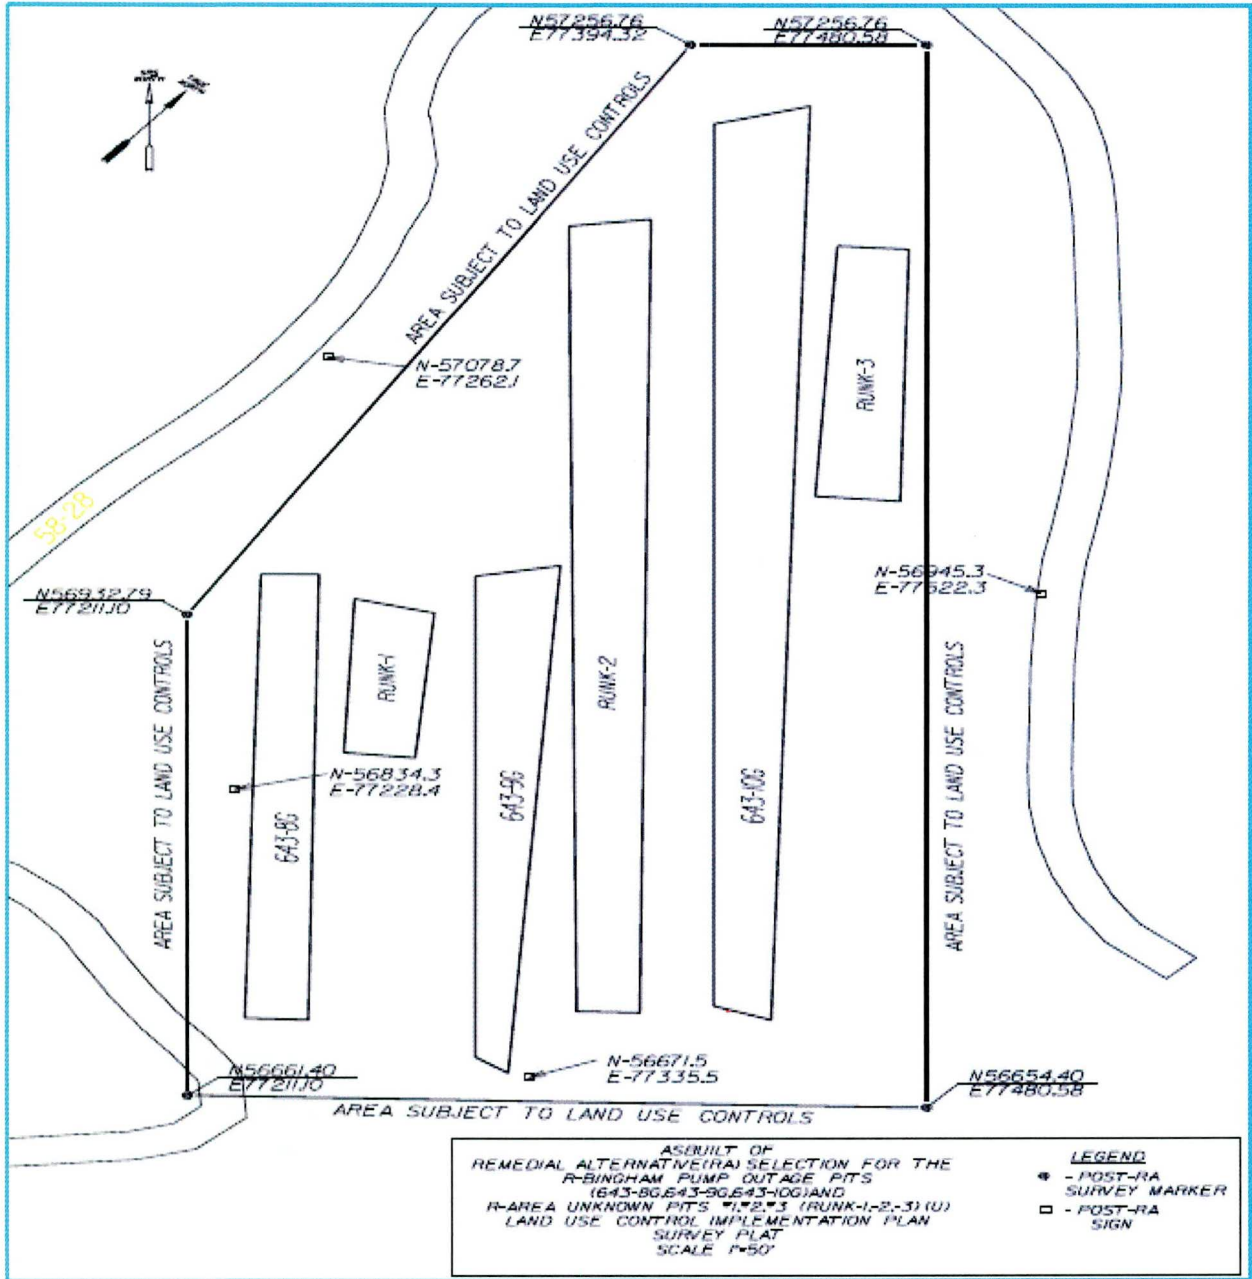 N57256.76
E77394.32
N57256.76
E77480.58
AREA SUBJECT TO LAND USE CONTROLS
N-57078.7
E-77262.1
RUNK-3
58-28
N-56945.3
E-77522.3
N56932.79
E77211.10
RUNK-1
RUNK-2
AREA SUBJECT TO LAND USE CONTROLS
AREA SUBJECT TO LAND USE CONTROLS
N-56834.3
E-77228.4
643-8G
643-9G
643-10G
N56661.40
E77211.10
N-56671.5
E-77335.5
N56654.40
E77480.58
AREA SUBJECT TO LAND USE CONTROLS
ASBUILT OF
REMEDIAL ALTERNATIVE(RA) SELECTION FOR THE
R-BINGHAM PUMP OUTAGE PITS
(643-8G,643-9G,643-10G)AND
R-AREA UNKNOWN PITS #1,#2,#3 (RUNK-1,-2,-3) (U)
LAND USE CONTROL IMPLEMENTATION PLAN
SURVEY PLAT
SCALE 1"=50'
LEGEND
- POST-RA
SURVEY MARKER
- POST-RA
SIGN